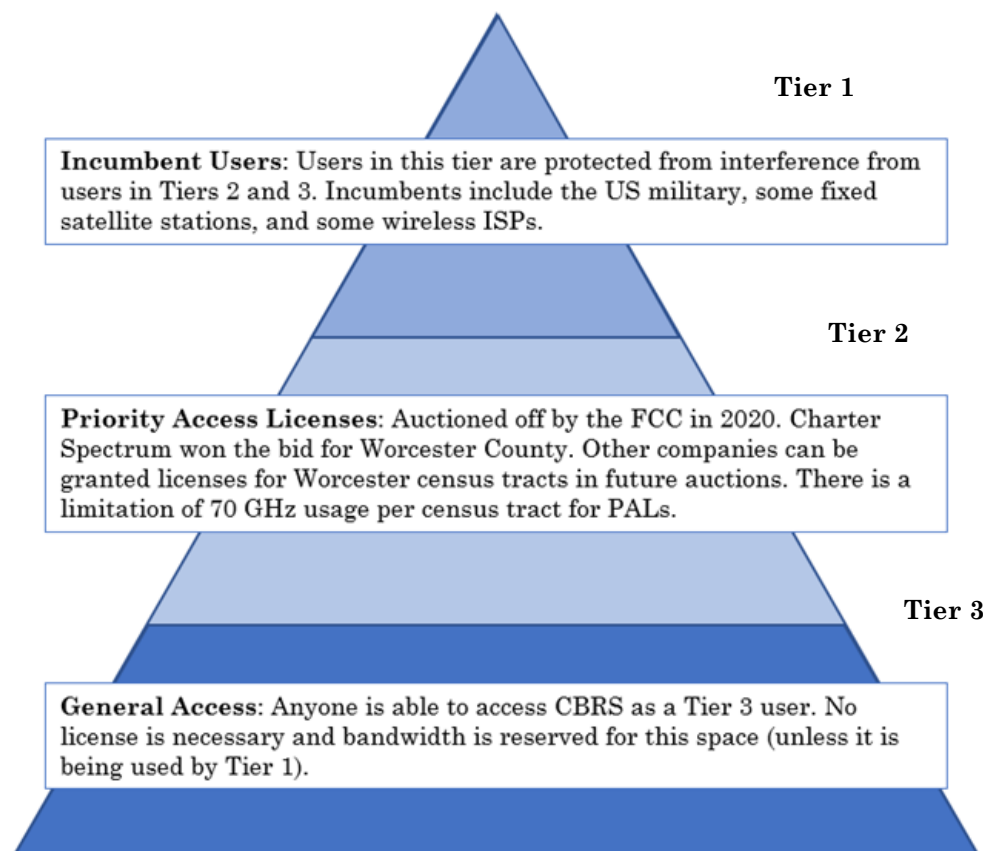 Tier 1
Incumbent Users: Users in this tier are protected from interference from
users in Tiers 2 and 3. Incumbents include the US military, some fixed
satellite stations, and some wireless ISPs.
Tier 2
Priority Access Licenses: Auctioned off by the FCC in 2020. Charter
Spectrum won the bid for Worcester County. Other companies can be
granted licenses for Worcester census tracts in future auctions. There is a
limitation of 70 GHz usage per census tract for PALs.
Tier 3
General Access: Anyone is able to access CBRS as a Tier 3 user. No
license is necessary and bandwidth is reserved for this space (unless it is
being used by Tier 1).